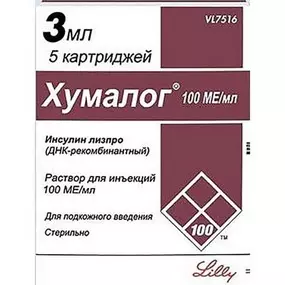 VL7516
3 мл
5 картриджей
Хумалог® 100 МЕ/мл
Инсулин лизпро
(ДНК-рекомбинантный)
Раствор для инъекций
100 МЕ/мл
Для подкожного введения
Стерильно
100 ™
Lilly